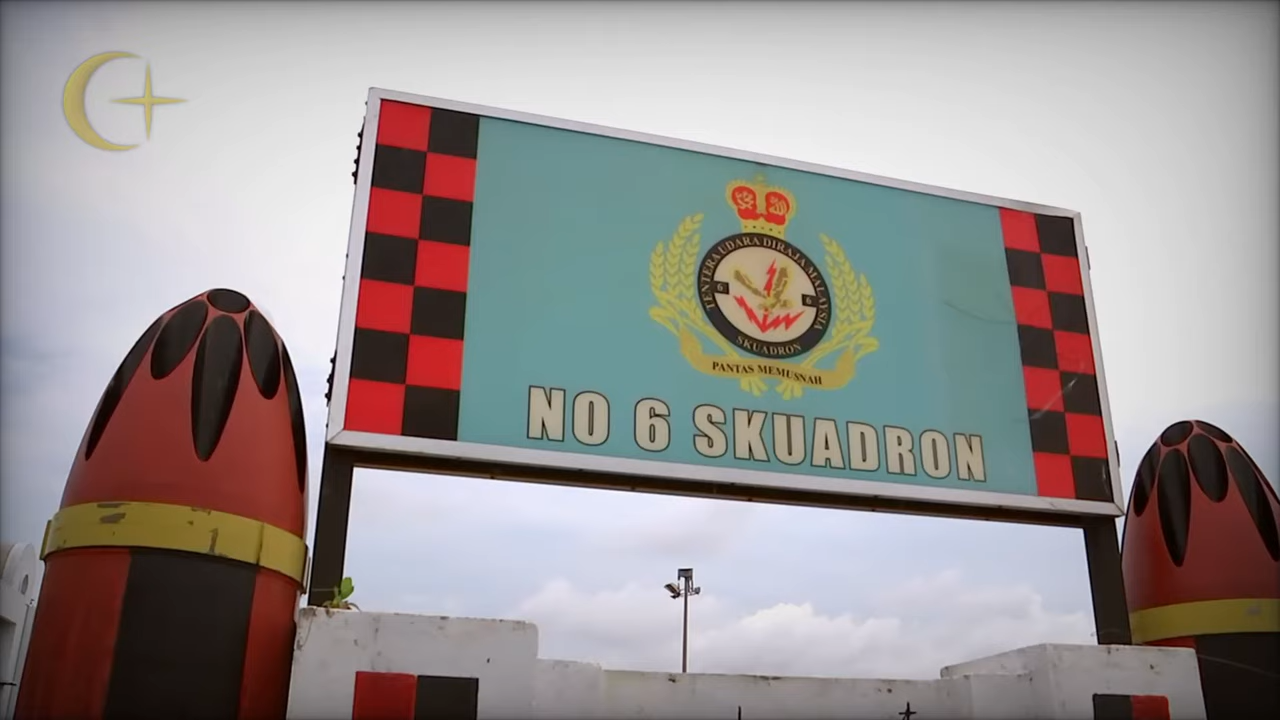 TENTERA UDARA DIRAJA MALAYSIA
6 6
SKUADRON
PANTAS MEMUSNAH
NO 6 SKUADRON